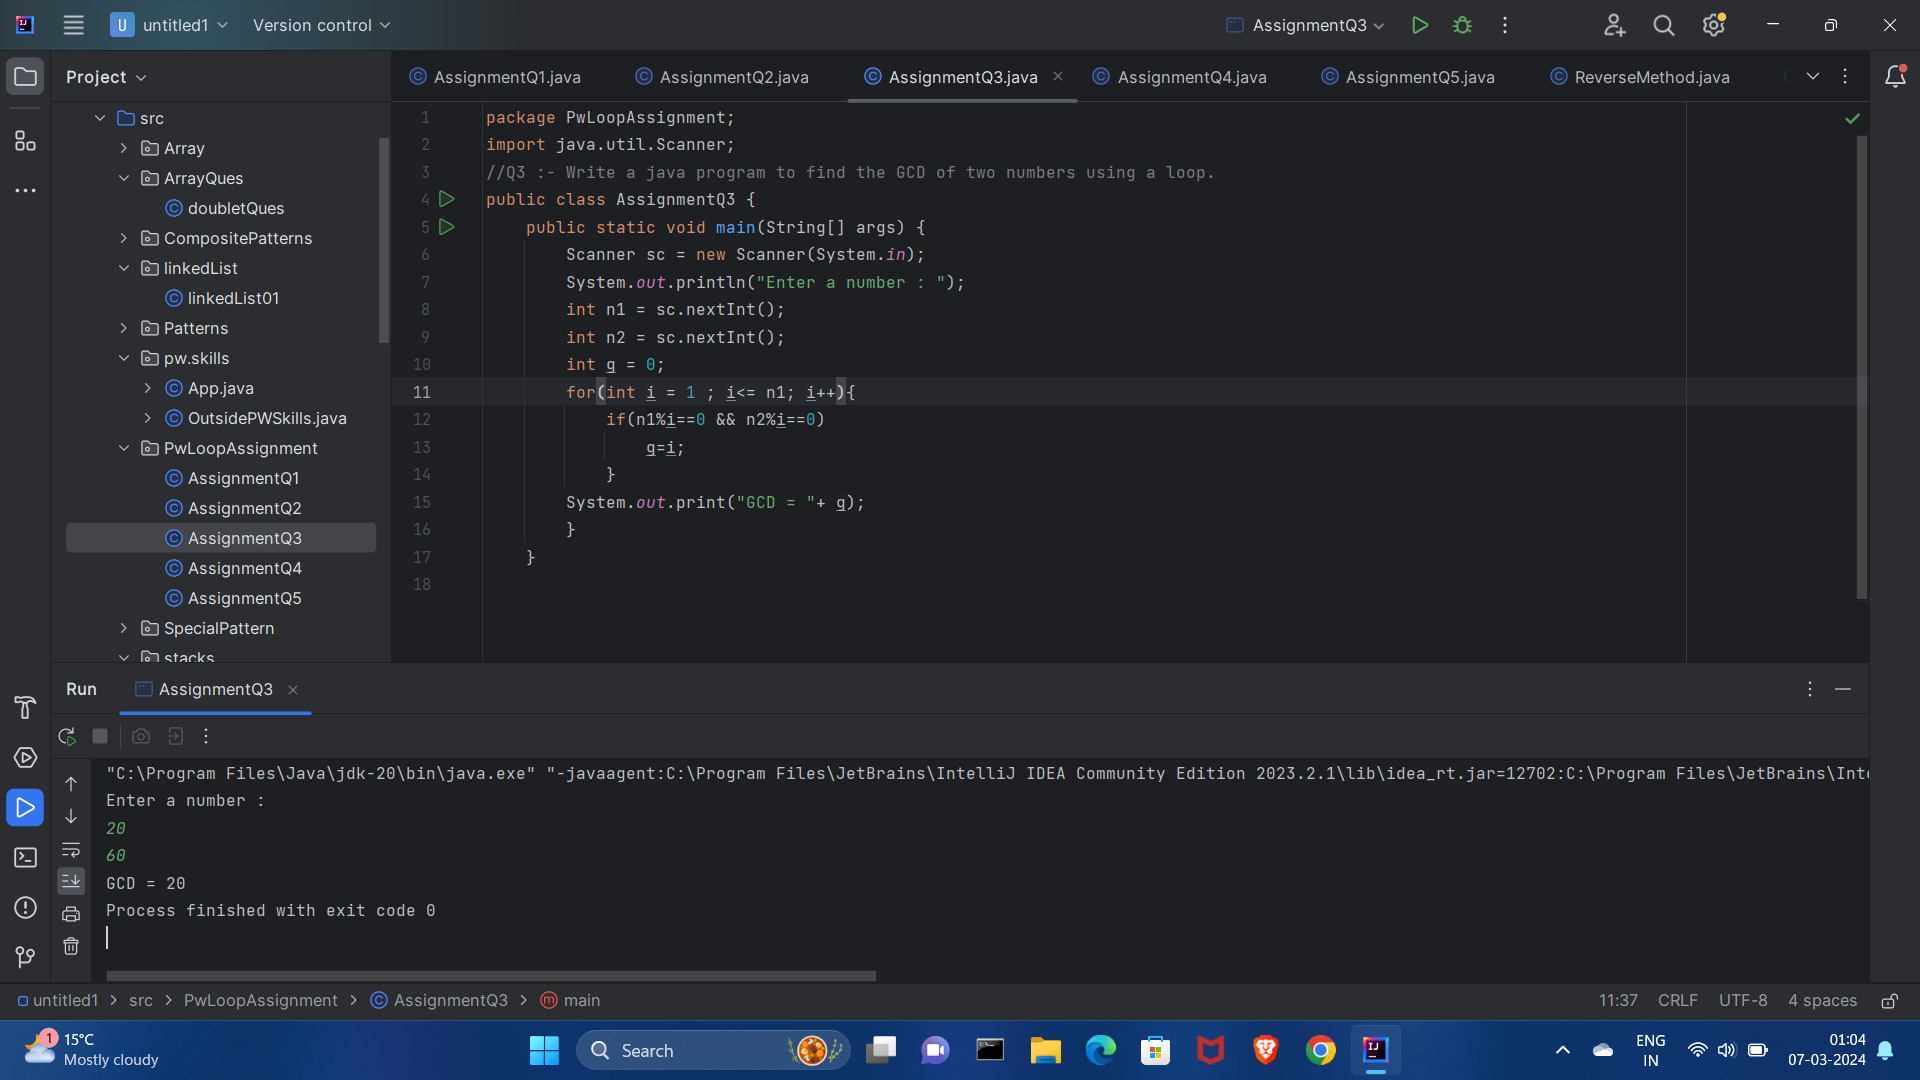 U untitled1 Version control AssignmentQ3
Project
AssignmentQ1.java AssignmentQ2.java AssignmentQ3.java AssignmentQ4.java AssignmentQ5.java ReverseMethod.java
src
Array
ArrayQues
doubletQues
CompositePatterns
linkedList
linkedList01
Patterns
pw.skills
App.java
OutsidePWSkills.java
PwLoopAssignment
AssignmentQ1
AssignmentQ2
AssignmentQ3
AssignmentQ4
AssignmentQ5
SpecialPattern
stacks
1 package PwLoopAssignment;
2 import java.util.Scanner;
3 //Q3 :- Write a java program to find the GCD of two numbers using a loop.
4 public class AssignmentQ3 {
5 public static void main(String[] args) {
6 Scanner sc = new Scanner(System.in);
7 System.out.println("Enter a number : ");
8 int n1 = sc.nextInt();
9 int n2 = sc.nextInt();
10 int g = 0;
11 for(int i = 1 ; i<= n1; i++){
12 if(n1%i==0 && n2%i==0)
13 g=i;
14 }
15 System.out.print("GCD = "+ g);
16 }
17 }
18
Run AssignmentQ3
"C:\Program Files\Java\jdk-20\bin\java.exe" "-javaagent:C:\Program Files\JetBrains\IntelliJ IDEA Community Edition 2023.2.1\lib\idea_rt.jar=12702:C:\Program Files\JetBrains\Inte
Enter a number :
20
60
GCD = 20
Process finished with exit code 0
untitled1 > src > PwLoopAssignment > AssignmentQ3 > main 11:37 CRLF UTF-8 4 spaces
1 15°C
Mostly cloudy
Search
ENG
IN
01:04
07-03-2024